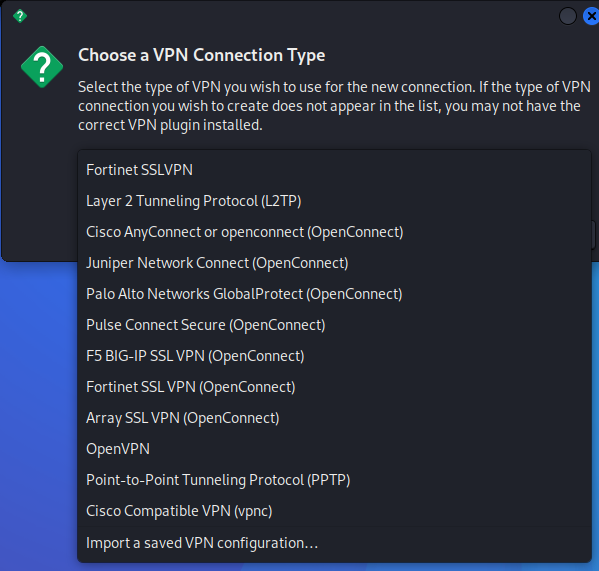 Choose a VPN Connection Type
Select the type of VPN you wish to use for the new connection. If the type of VPN
connection you wish to create does not appear in the list, you may not have the
correct VPN plugin installed.
Fortinet SSLVPN
Layer 2 Tunneling Protocol (L2TP)
Cisco AnyConnect or openconnect (OpenConnect)
Juniper Network Connect (OpenConnect)
Palo Alto Networks GlobalProtect (OpenConnect)
Pulse Connect Secure (OpenConnect)
F5 BIG-IP SSL VPN (OpenConnect)
Fortinet SSL VPN (OpenConnect)
Array SSL VPN (OpenConnect)
OpenVPN
Point-to-Point Tunneling Protocol (PPTP)
Cisco Compatible VPN (vpnc)
Import a saved VPN configuration…